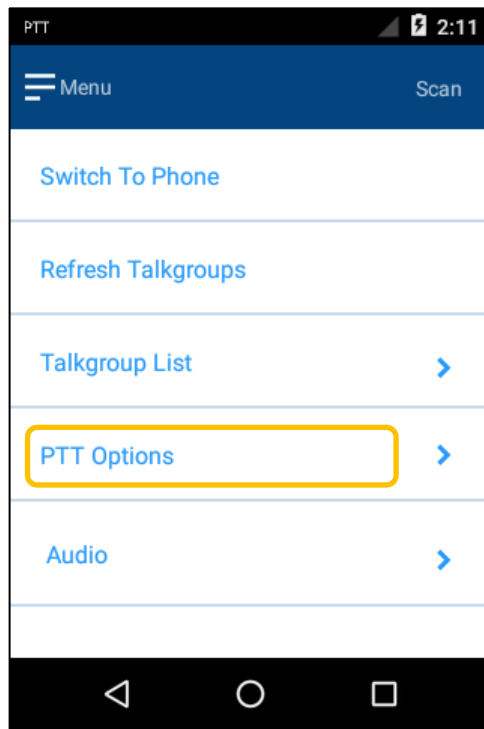 PTT 2:11
Menu Scan
Switch To Phone
Refresh Talkgroups
Talkgroup List
PTT Options
Audio